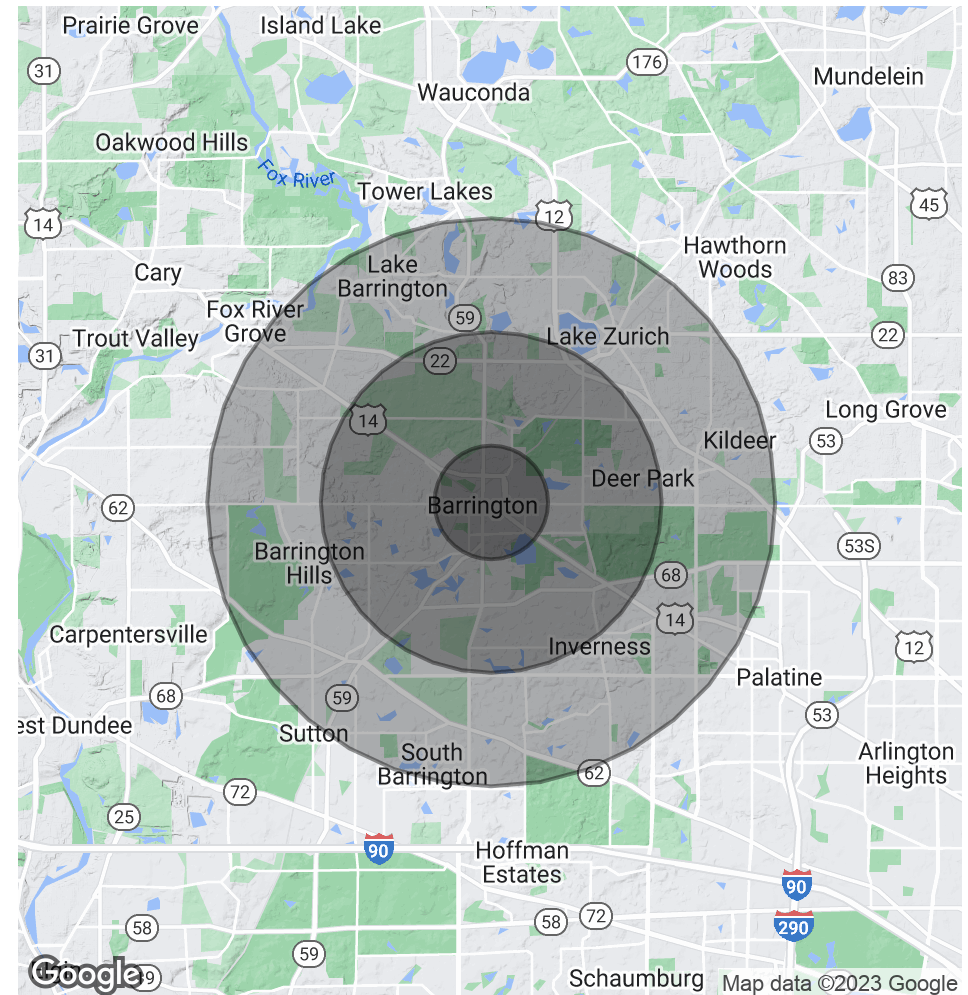 Prairie Grove
Island Lake
31
176
Mundelein
Wauconda
Oakwood Hills
Fox River
Tower Lakes
45
14
12
Hawthorn
Woods
Cary
Lake
Barrington
83
Fox River
Grove
59
Trout Valley
Lake Zurich
22
31
22
14
Long Grove
Kildeer
53
Deer Park
62
Barrington
53S
Barrington
Hills
68
14
Carpentersville
Inverness
12
Palatine
68
59
53
est Dundee
Sutton
South
Barrington
62
Arlington
Heights
72
25
90
Hoffman
Estates
90
58
58
72
290
59
Google
Schaumburg
Map data ©2023 Google